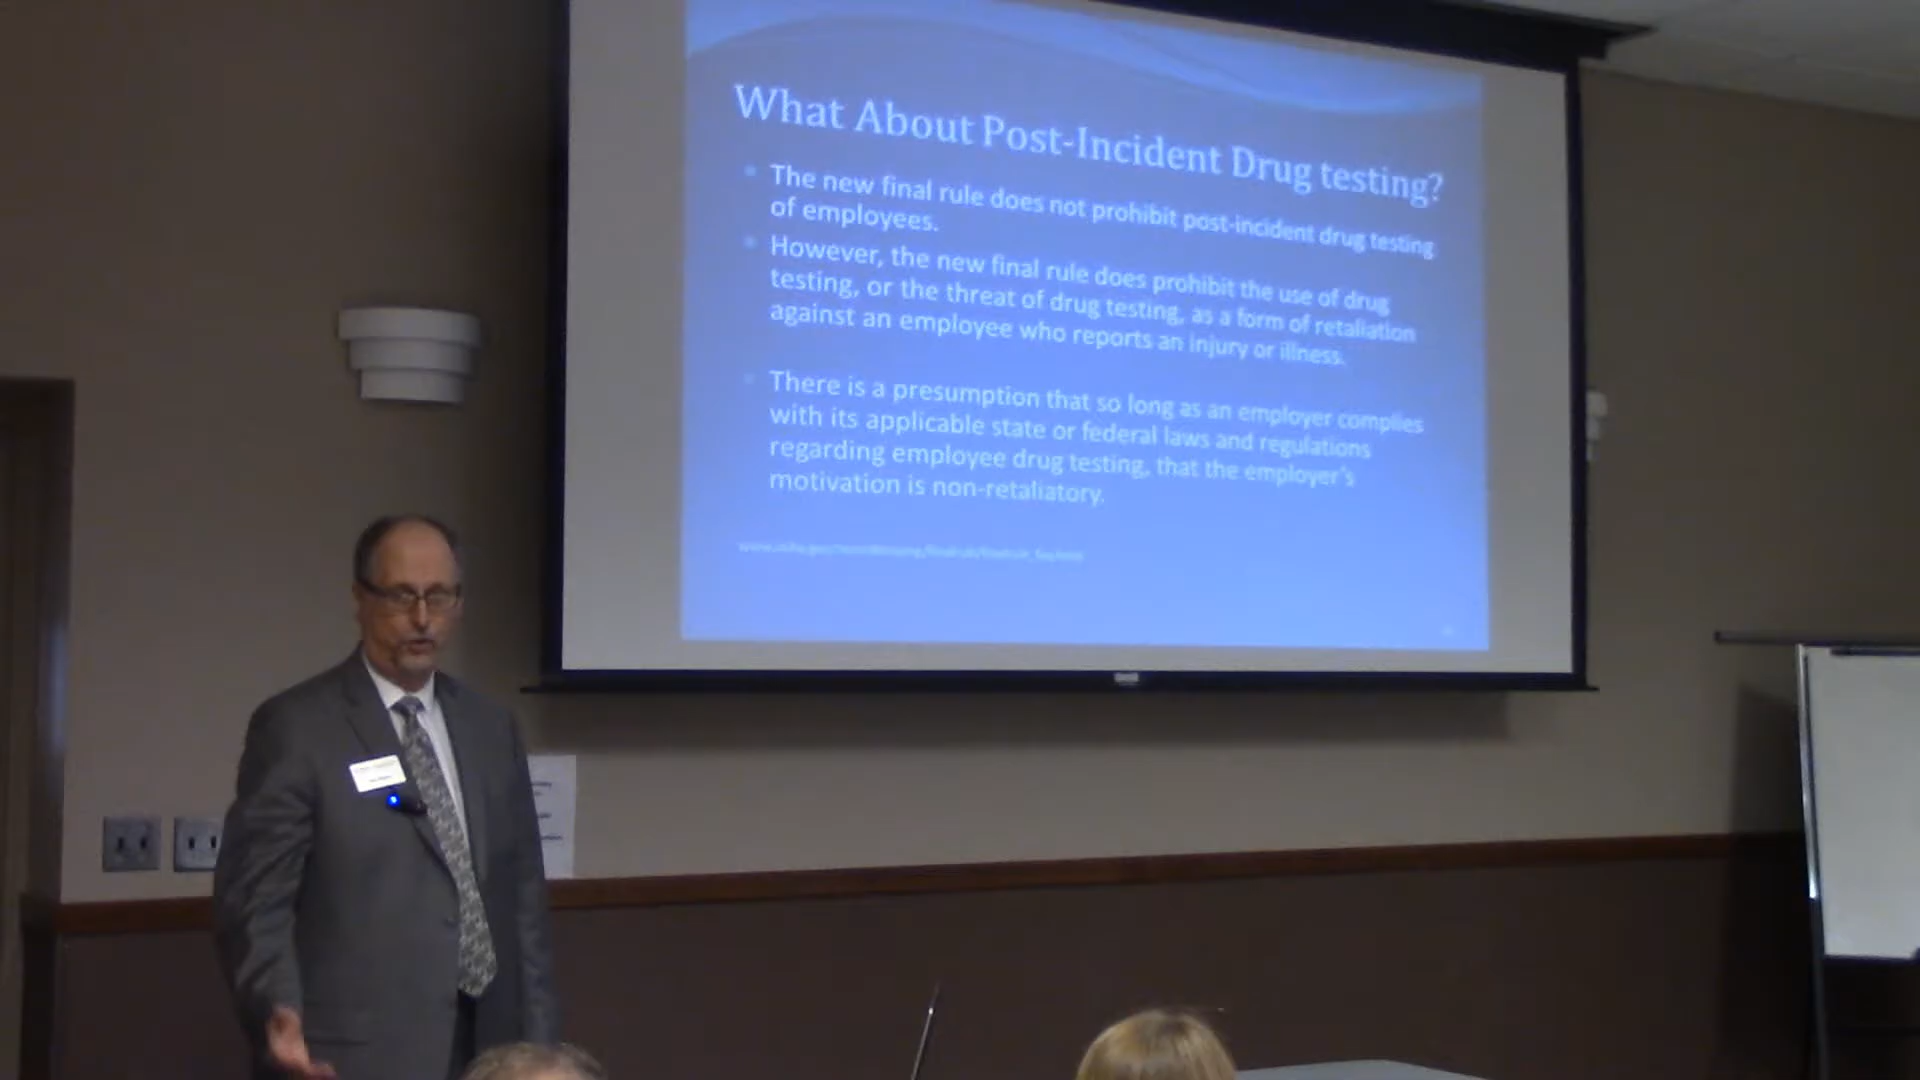 What About Post-Incident Drug testing?
The new final rule does not prohibit post-incident drug testing
of employees.
However, the new final rule does prohibit the use of drug
testing, or the threat of drug testing, as a form of retaliation
against an employee who reports an injury or illness.
There is a presumption that so long as an employer complies
with its applicable state or federal laws and regulations
regarding employee drug testing, that the employer's
motivation is non-retaliatory.